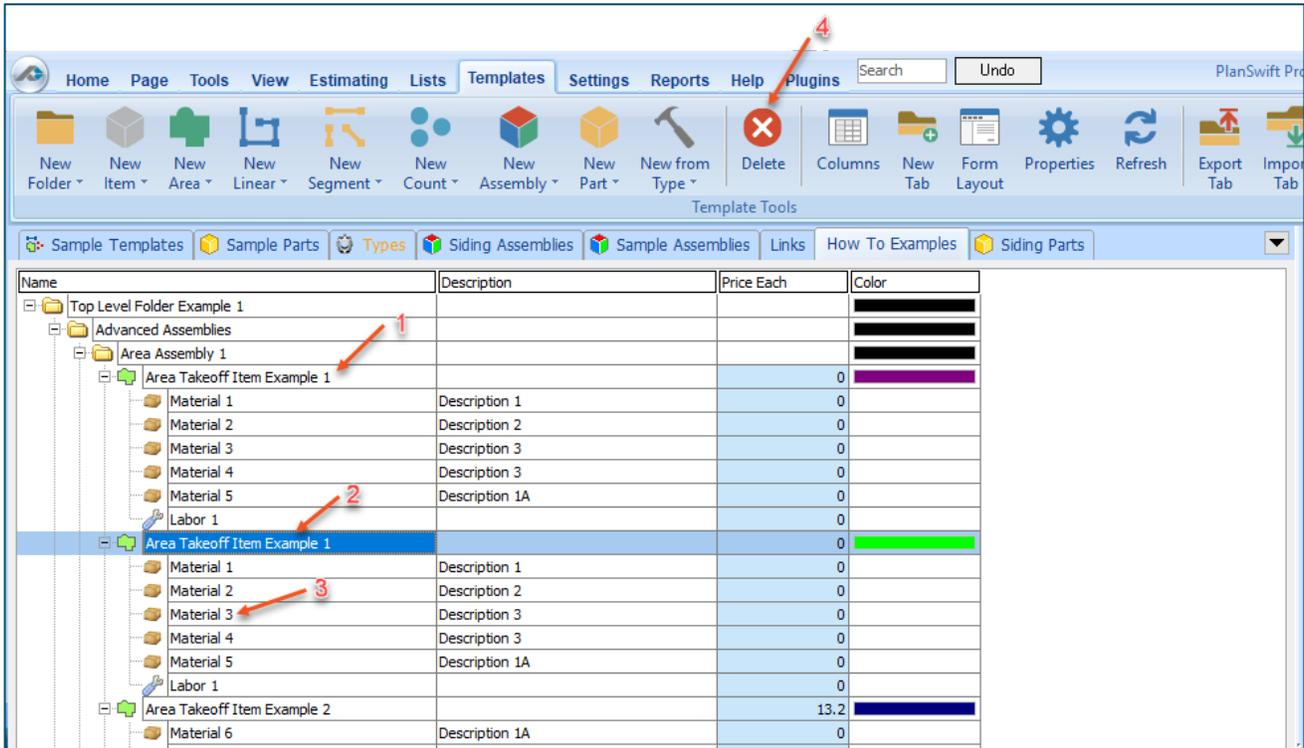 4
Home Page Tools View Estimating Lists Templates Settings Reports Help Plugins Search Undo PlanSwift Pro
New Folder New Item New Area New Linear New Segment New Count New Assembly New Part New from Type Delete Columns New Tab Form Layout Properties Refresh Export Tab Impor Tab
Template Tools
Sample Templates Sample Parts Types Siding Assemblies Sample Assemblies Links How To Examples Siding Parts
Name Description Price Each Color
Top Level Folder Example 1
Advanced Assemblies 1
Area Assembly 1
Area Takeoff Item Example 1 0
Material 1 Description 1 0
Material 2 Description 2 0
Material 3 Description 3 0
Material 4 Description 3 0
Material 5 Description 1A 0
2
Labor 1 0
Area Takeoff Item Example 1 0
Material 1 Description 1 0
Material 2 Description 2 0
3
Material 3 Description 3 0
Material 4 Description 3 0
Material 5 Description 1A 0
Labor 1 0
Area Takeoff Item Example 2 13.2
Material 6 Description 1A 0